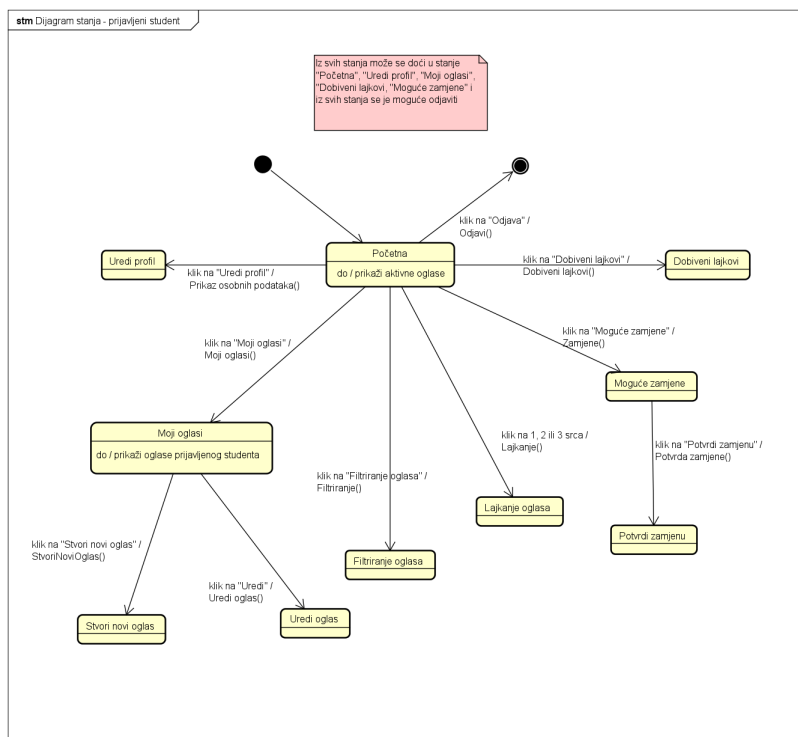 stm Dijagram stanja - prijavljeni student
Iz svih stanja može se doći u stanje
"Početna", "Uredi profil", "Moji oglasi",
"Dobiveni lajkovi, "Moguće zamjene" i
iz svih stanja se je moguće odjaviti
klik na "Odjava" /
Odjavi()
Početna
do / prikaži aktivne oglase
Uredi profil
klik na "Uredi profil" /
Prikaz osobnih podataka()
klik na "Dobiveni lajkovi" /
Dobiveni lajkovi()
Dobiveni lajkovi
klik na "Moji oglasi" /
Moji oglasi()
klik na "Moguće zamjene" /
Zamjene()
Moguće zamjene
Moji oglasi
do / prikaži oglase prijavljenog studenta
klik na 1, 2 ili 3 srca /
Lajkanje()
klik na "Potvrdi zamjenu" /
Potvrda zamjene()
klik na "Filtriranje oglasa" /
Filtriranje()
Lajkanje oglasa
Potvrdi zamjenu
klik na "Stvori novi oglas" /
StvoriNoviOglas()
Filtriranje oglasa
klik na "Uredi" /
Uredi oglas()
Stvori novi oglas
Uredi oglas